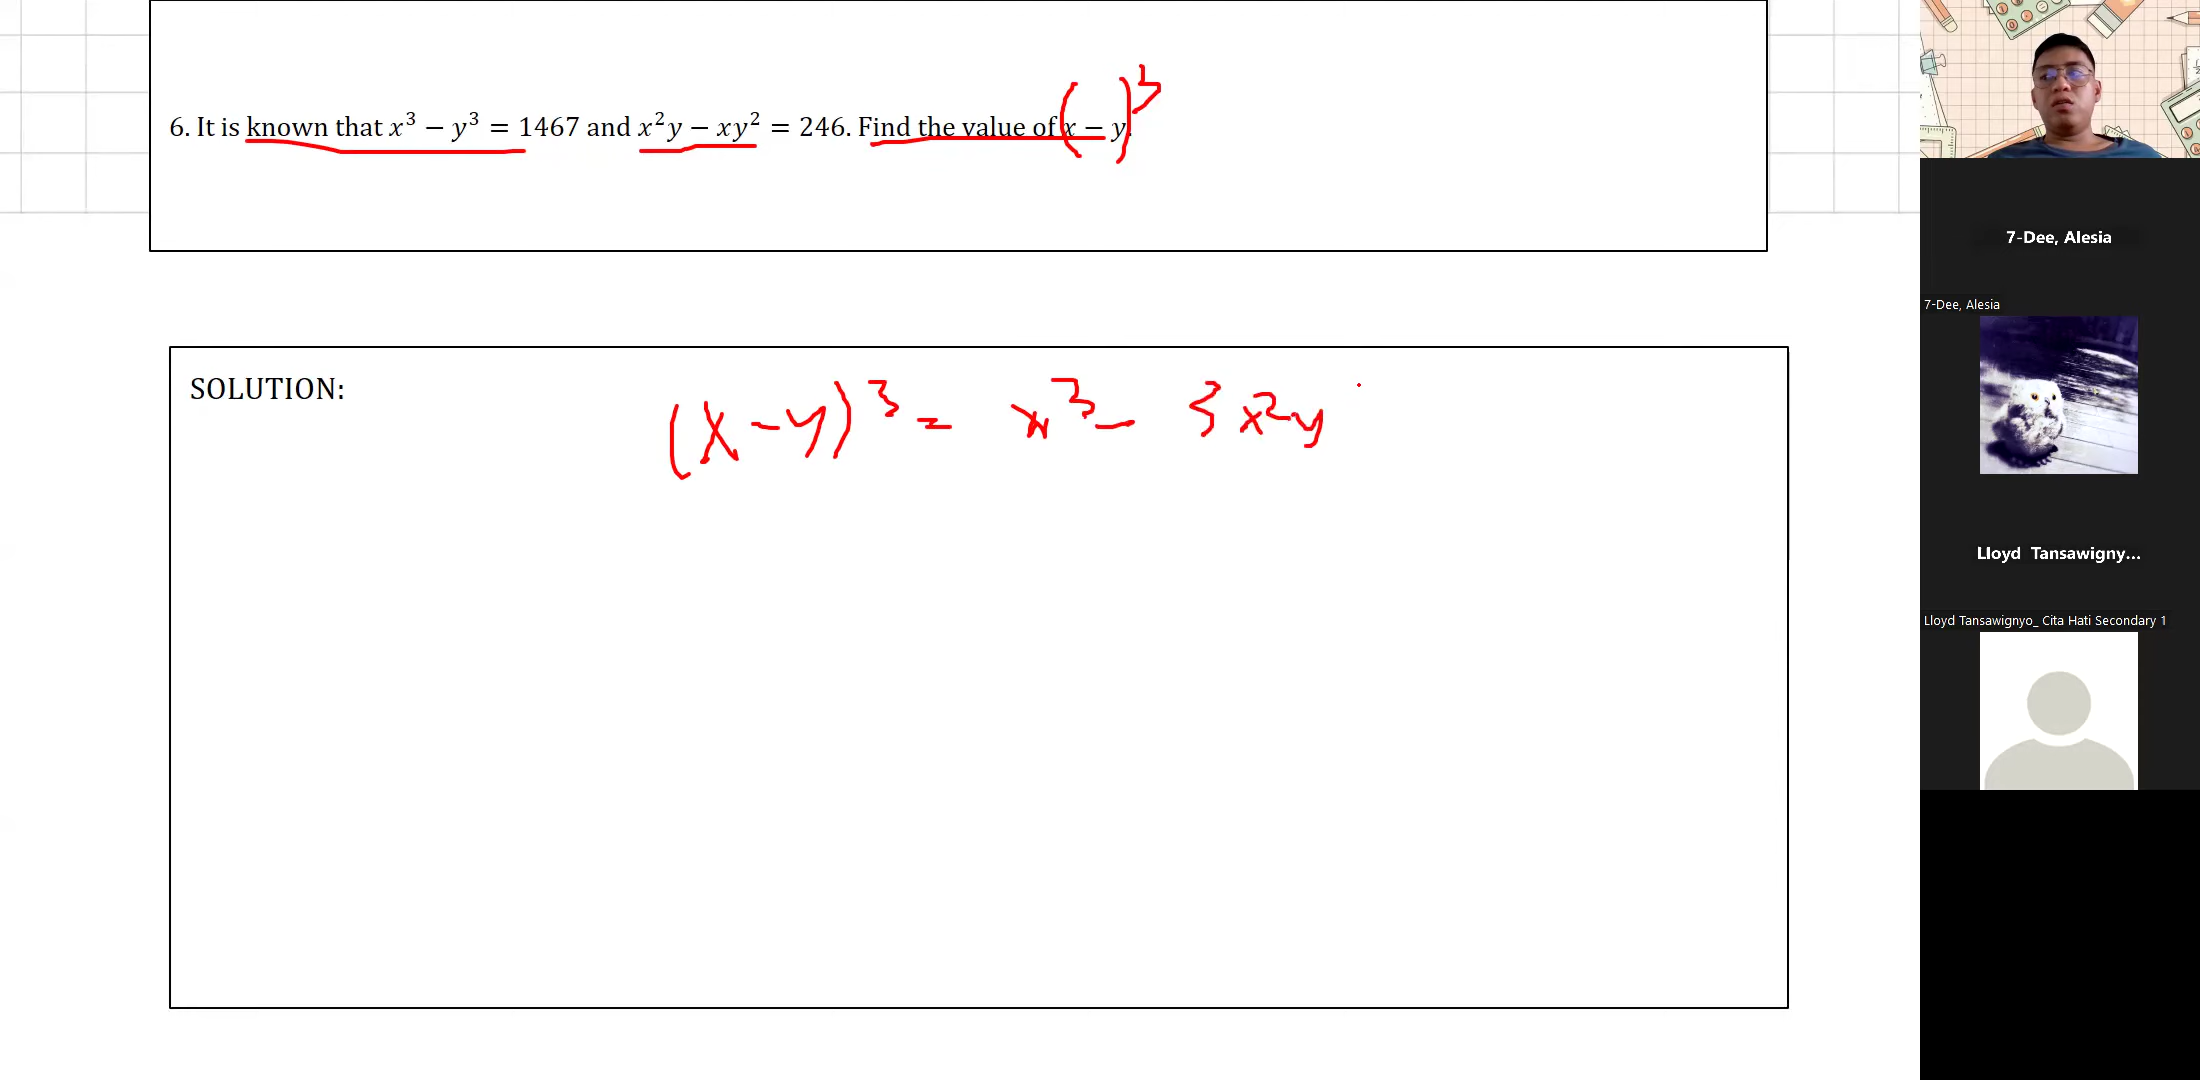 6. It is known that x³ − y³ = 1467 and x²y − xy² = 246. Find the value of (x − y)³.
SOLUTION:
(x − y)³ = x³ − 3x²y
7-Dee, Alesia
7-Dee, Alesia
Lloyd Tansawigny...
Lloyd Tansawignyo_ Cita Hati Secondary 1